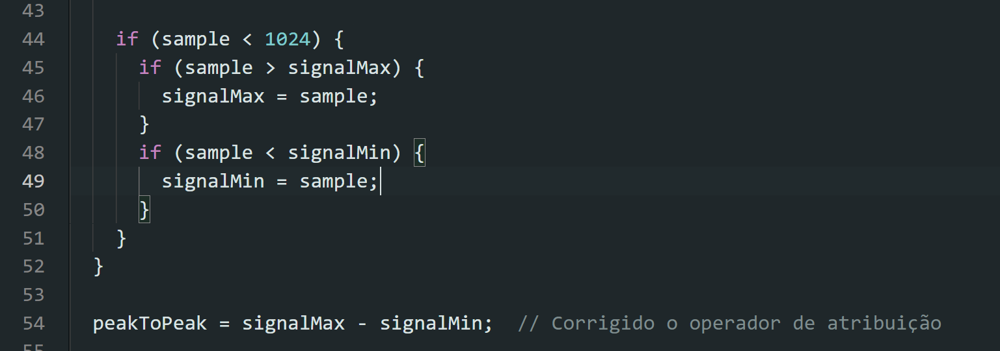 43
44 if (sample < 1024) {
45 if (sample > signalMax) {
46 signalMax = sample;
47 }
48 if (sample < signalMin) {
49 signalMin = sample;
50 }
51 }
52 }
53
54 peakToPeak = signalMax - signalMin; // Corrigido o operador de atribuição
55